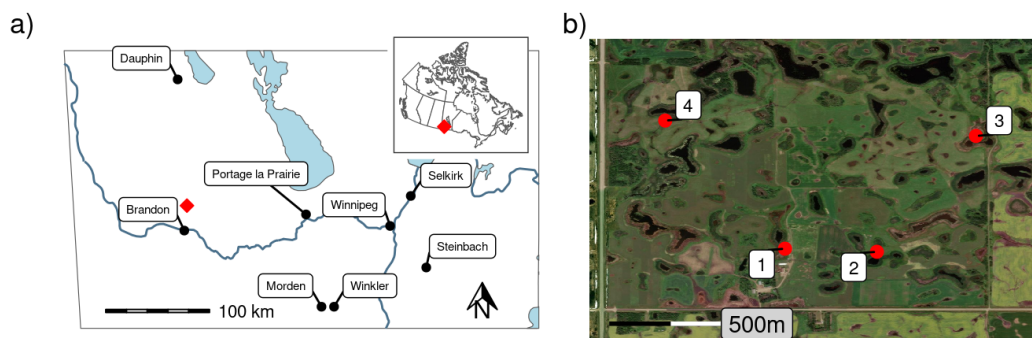 a)
Dauphin
Portage la Prairie
Selkirk
Brandon
Winnipeg
Steinbach
Morden
Winkler
100 km
N
b)
4
3
1
2
500m